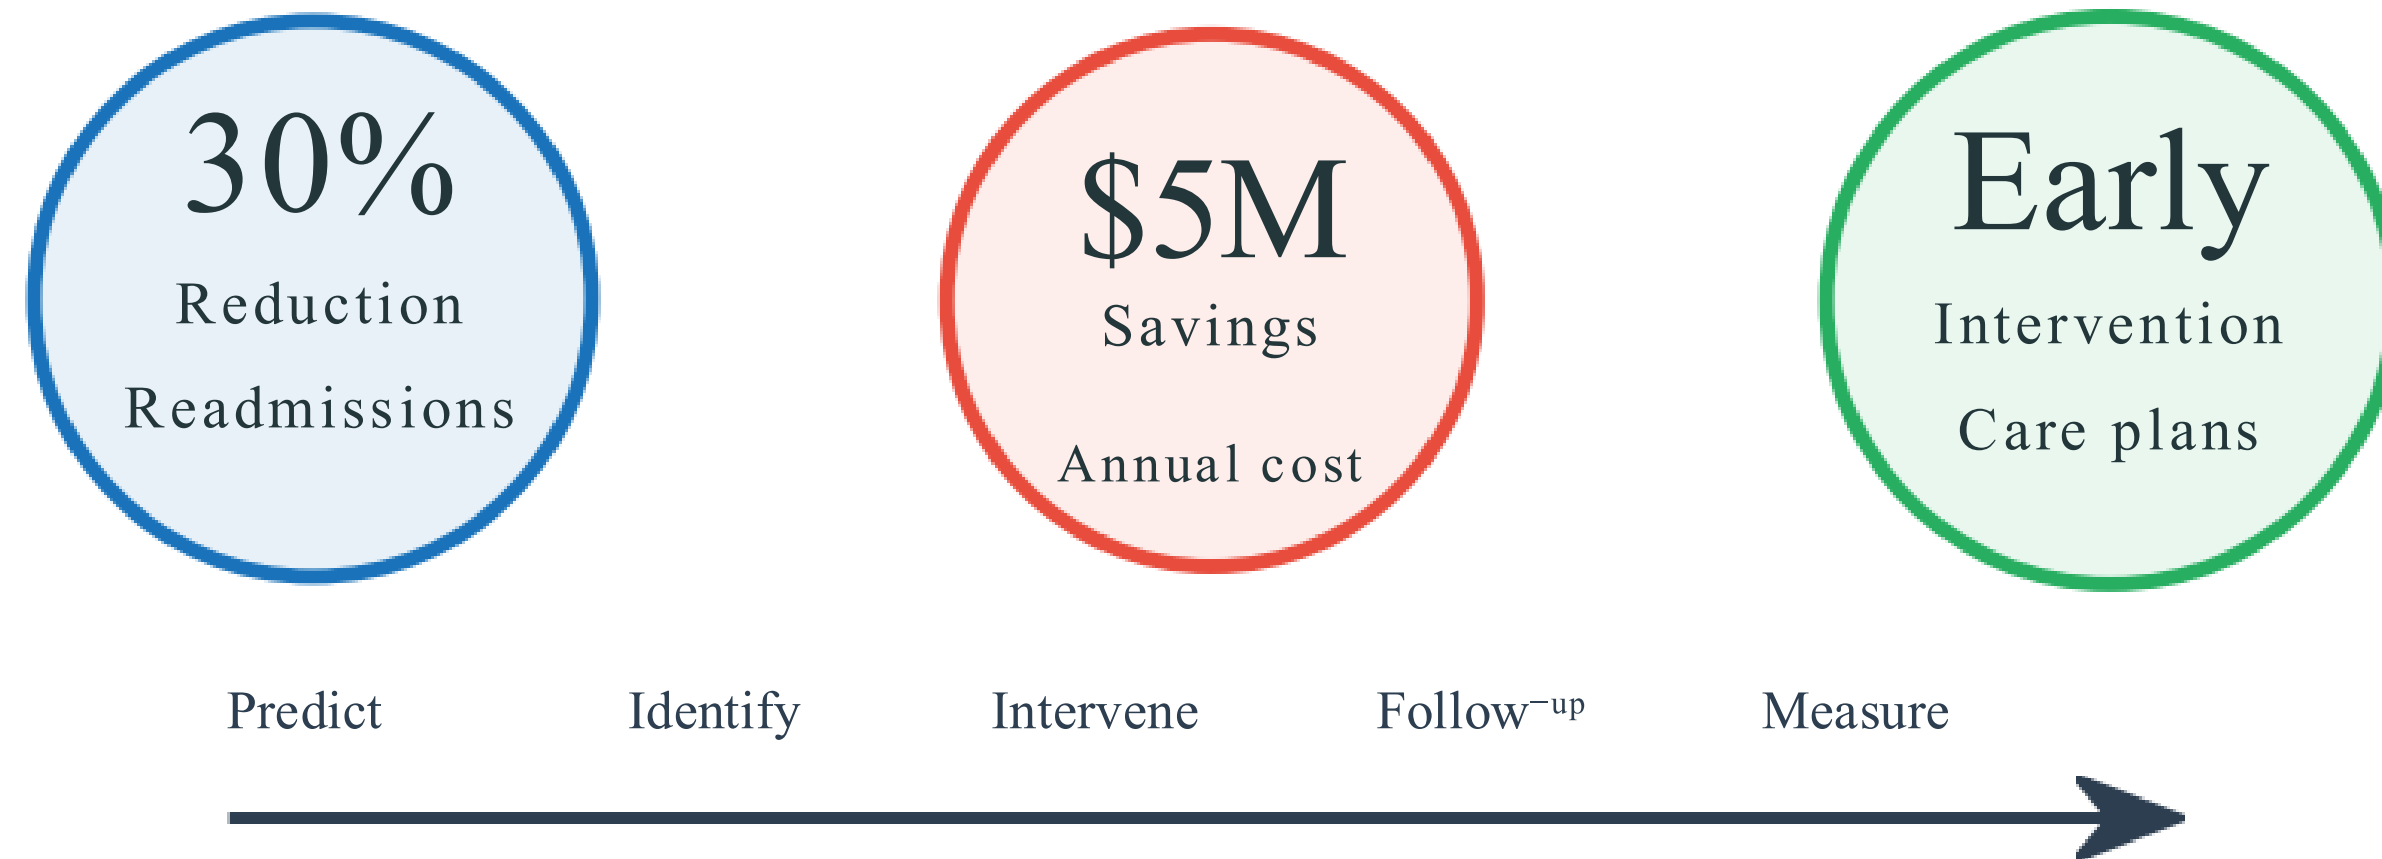 30%
Reduction
Readmissions
$5M
Savings
Annual cost
Early
Intervention
Care plans
Predict Identify Intervene Follow-up Measure